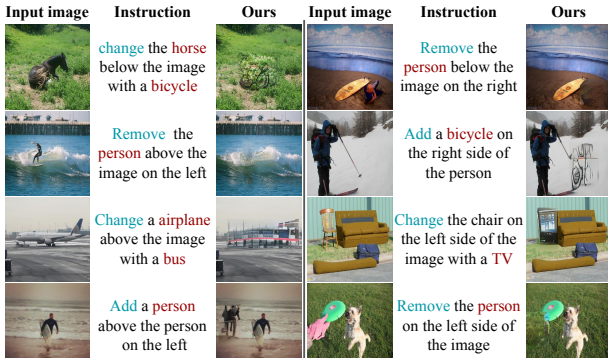 Input image Instruction Ours Input image Instruction Ours
change the horse
below the image
with a bicycle
Remove the
person below the
image on the right
Remove the
person above the
image on the left
Add a bicycle on
the right side of
the person
Change a airplane
above the image
with a bus
Change the chair on
the left side of the
image with a TV
Add a person
above the person
on the left
Remove the person
on the left side of
the image